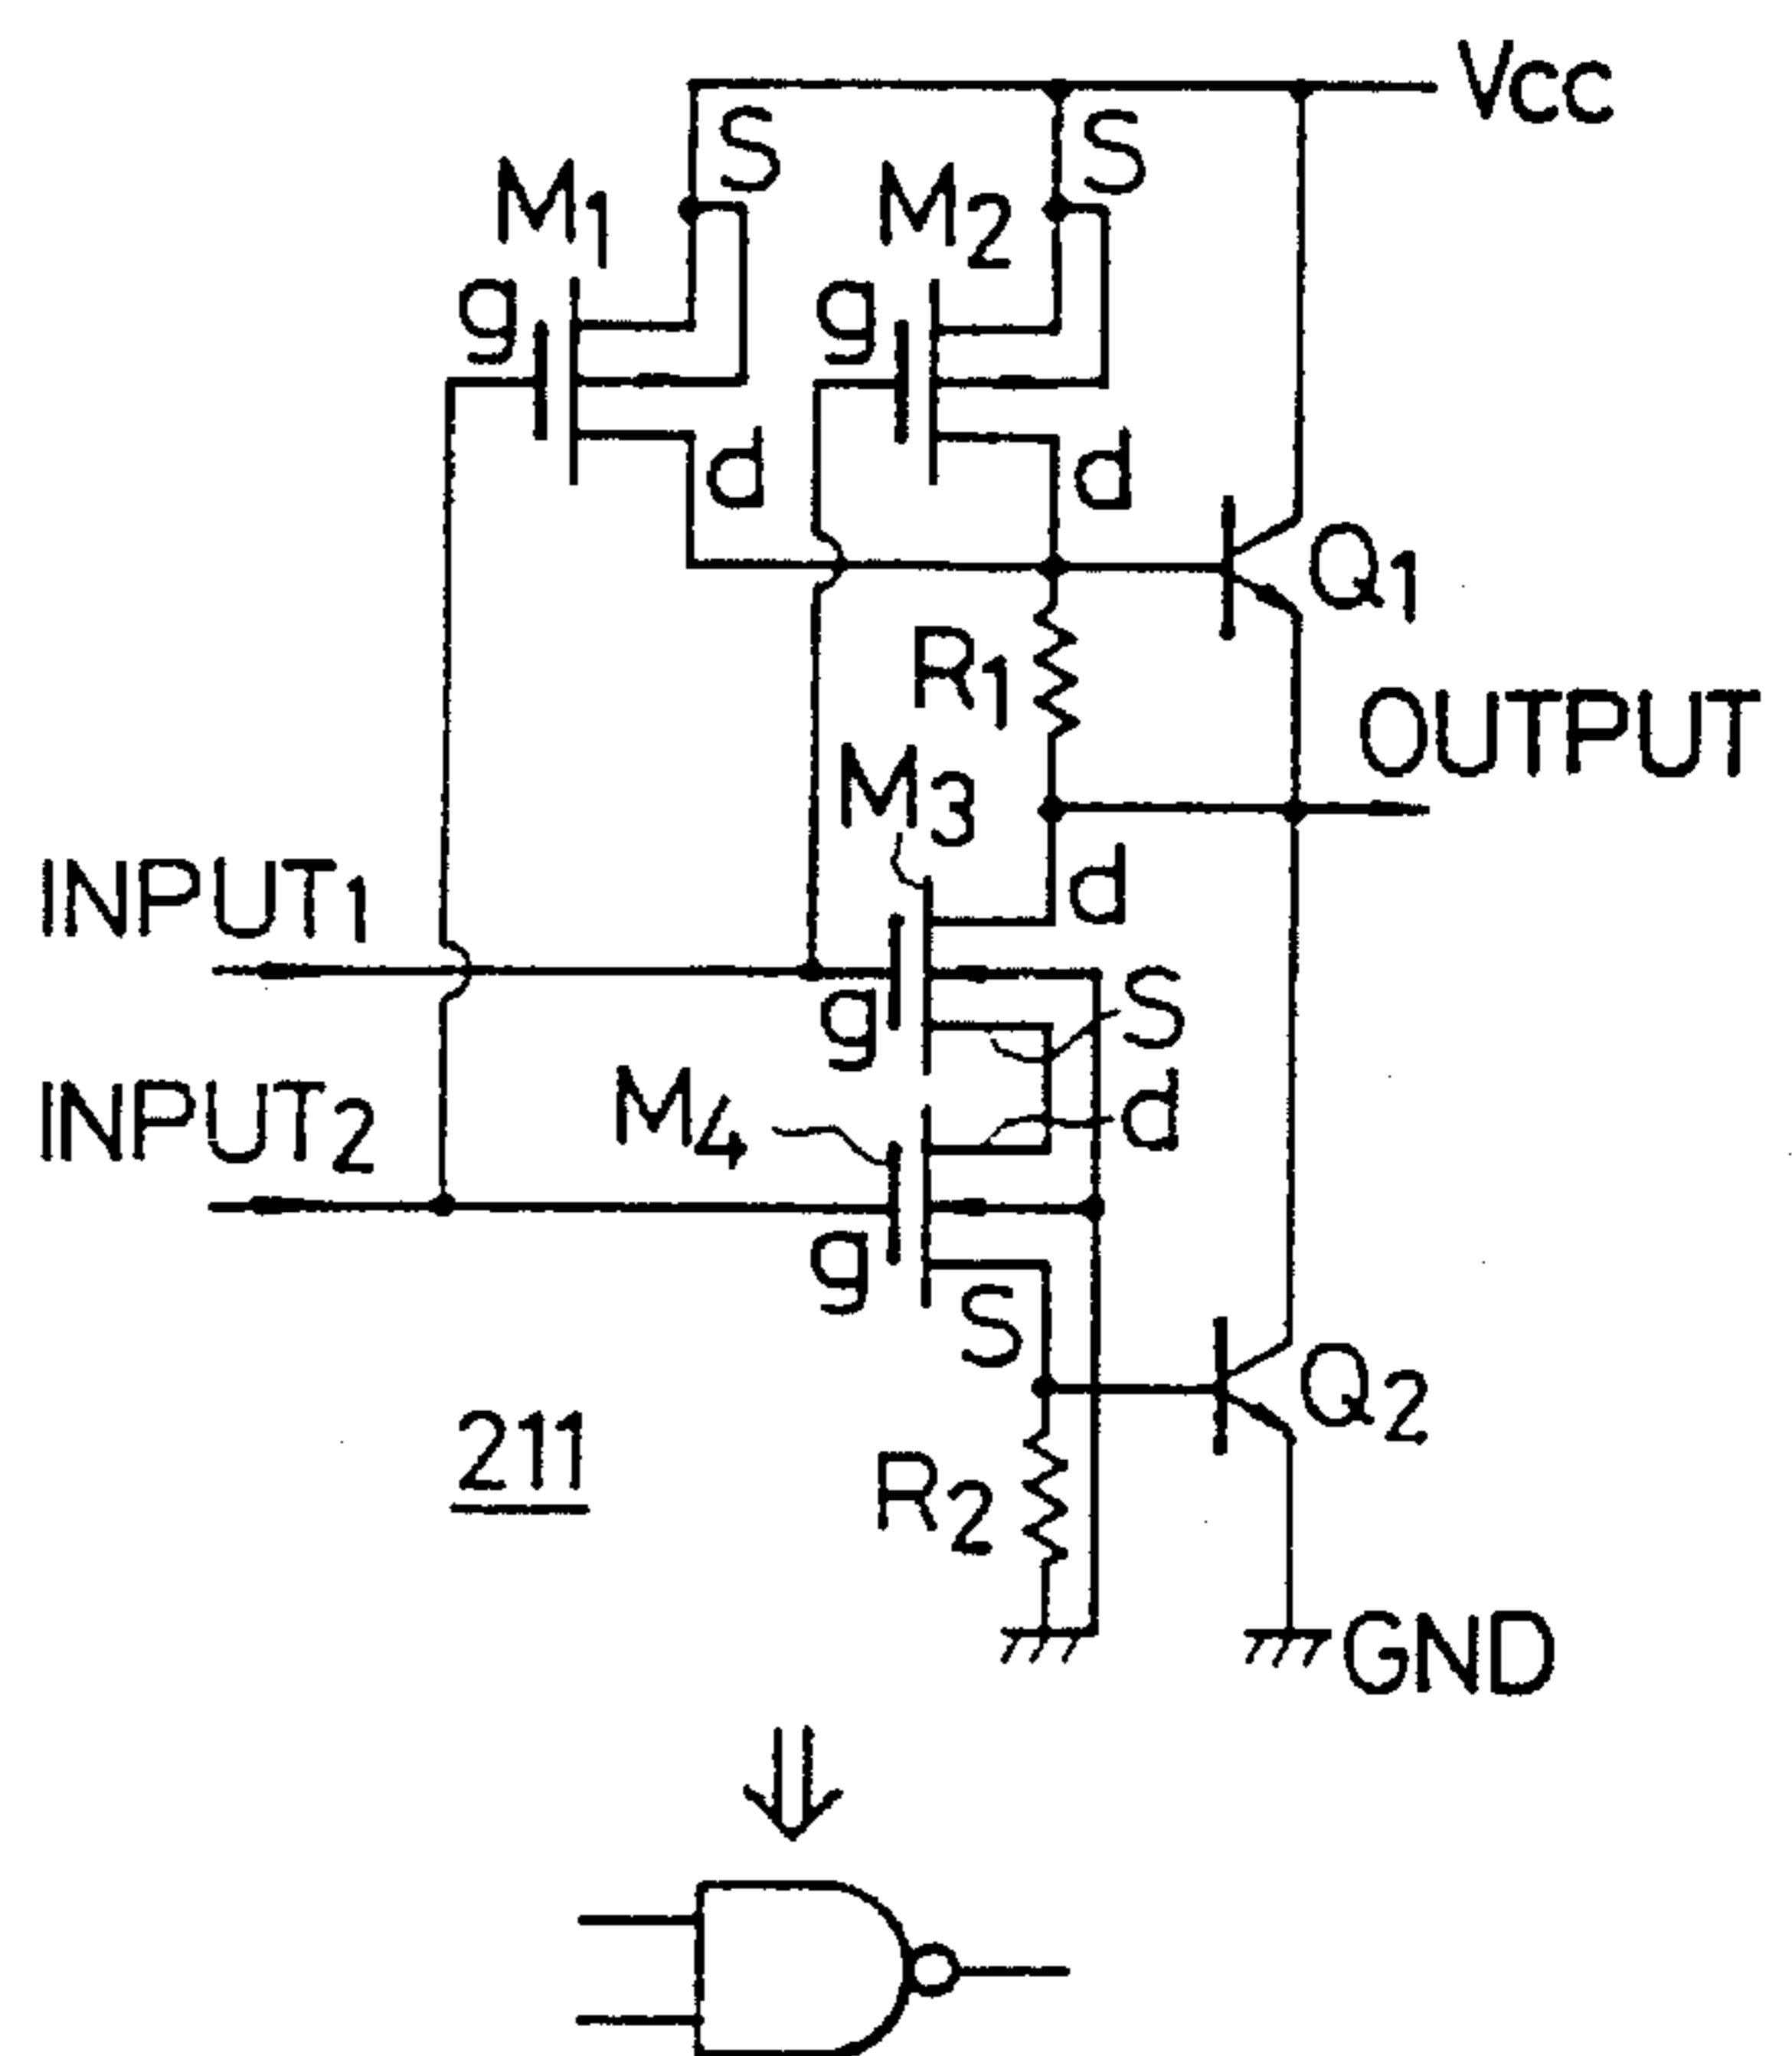 Vcc
S
S
M1
M2
g
g
d
d
Q1
R1
OUTPUT
M3
INPUT1
d
g
S
INPUT2
M4
d
g
S
Q2
211
R2
GND